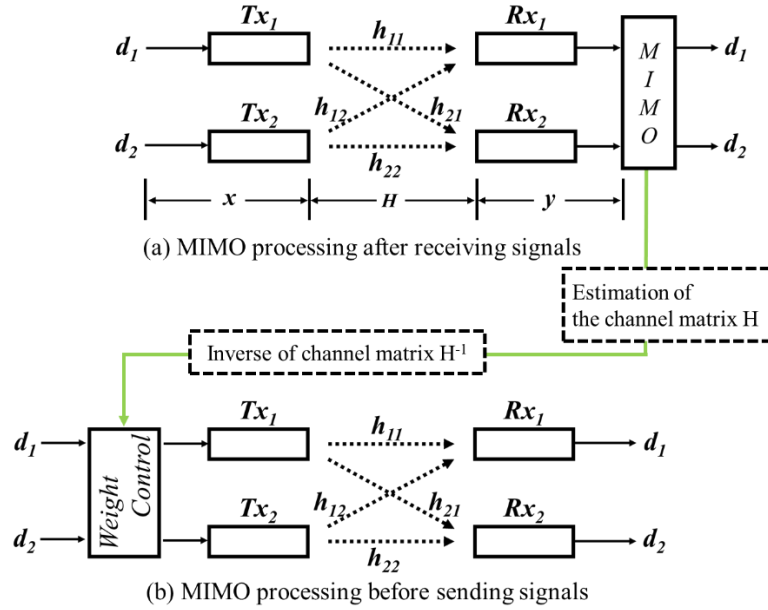 Tx₁ Rx₁
d₁ h₁₁ MIMO d₁
h₁₂ h₂₁
Tx₂ Rx₂
d₂ h₂₂ d₂
x H y
(a) MIMO processing after receiving signals
Estimation of
the channel matrix H
Inverse of channel matrix H⁻¹
Tx₁ Rx₁
d₁ h₁₁ d₁
Weight
Control
h₁₂ h₂₁
Tx₂ Rx₂
d₂ h₂₂ d₂
(b) MIMO processing before sending signals